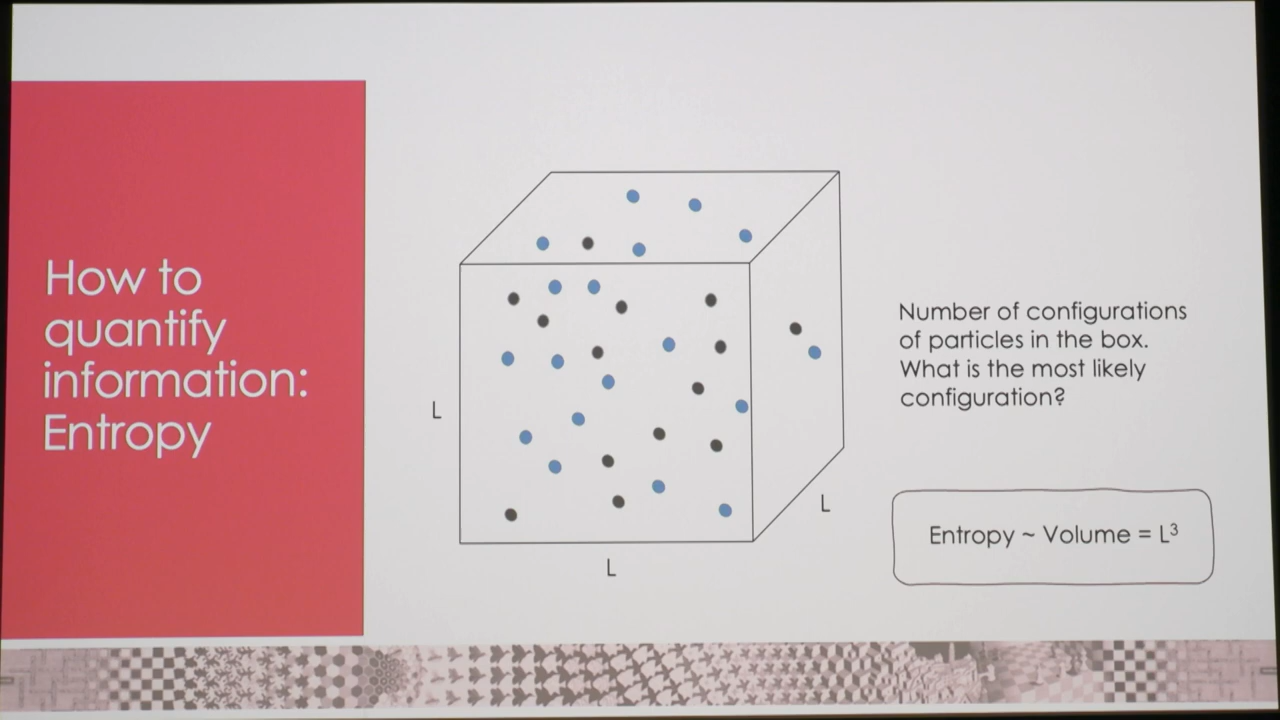 How to
quantify
information:
Entropy
L
L
L
Number of configurations
of particles in the box.
What is the most likely
configuration?
Entropy ~ Volume = L³